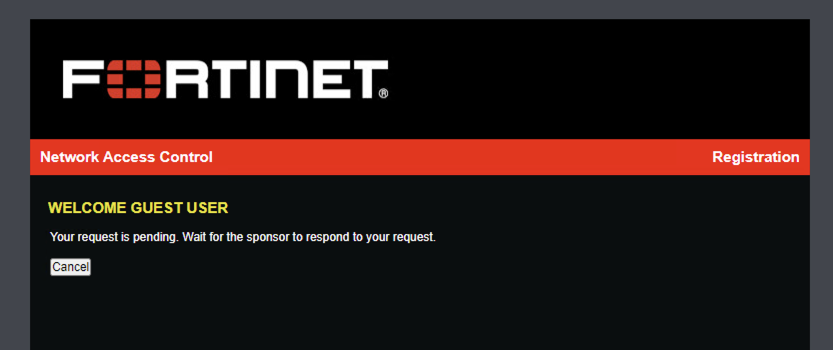 FORTINET®
Network Access Control
Registration
WELCOME GUEST USER
Your request is pending. Wait for the sponsor to respond to your request.
Cancel